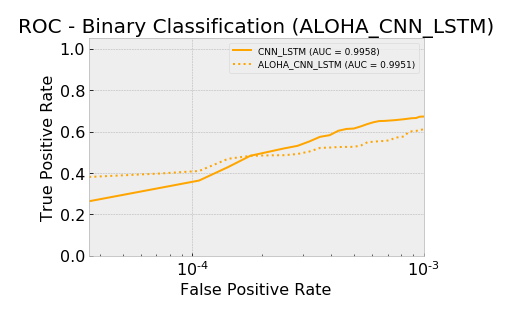 ROC - Binary Classification (ALOHA_CNN_LSTM)
CNN_LSTM (AUC = 0.9958)
ALOHA_CNN_LSTM (AUC = 0.9951)
True Positive Rate
1.0
0.8
0.6
0.4
0.2
0.0
10⁻⁴
10⁻³
False Positive Rate